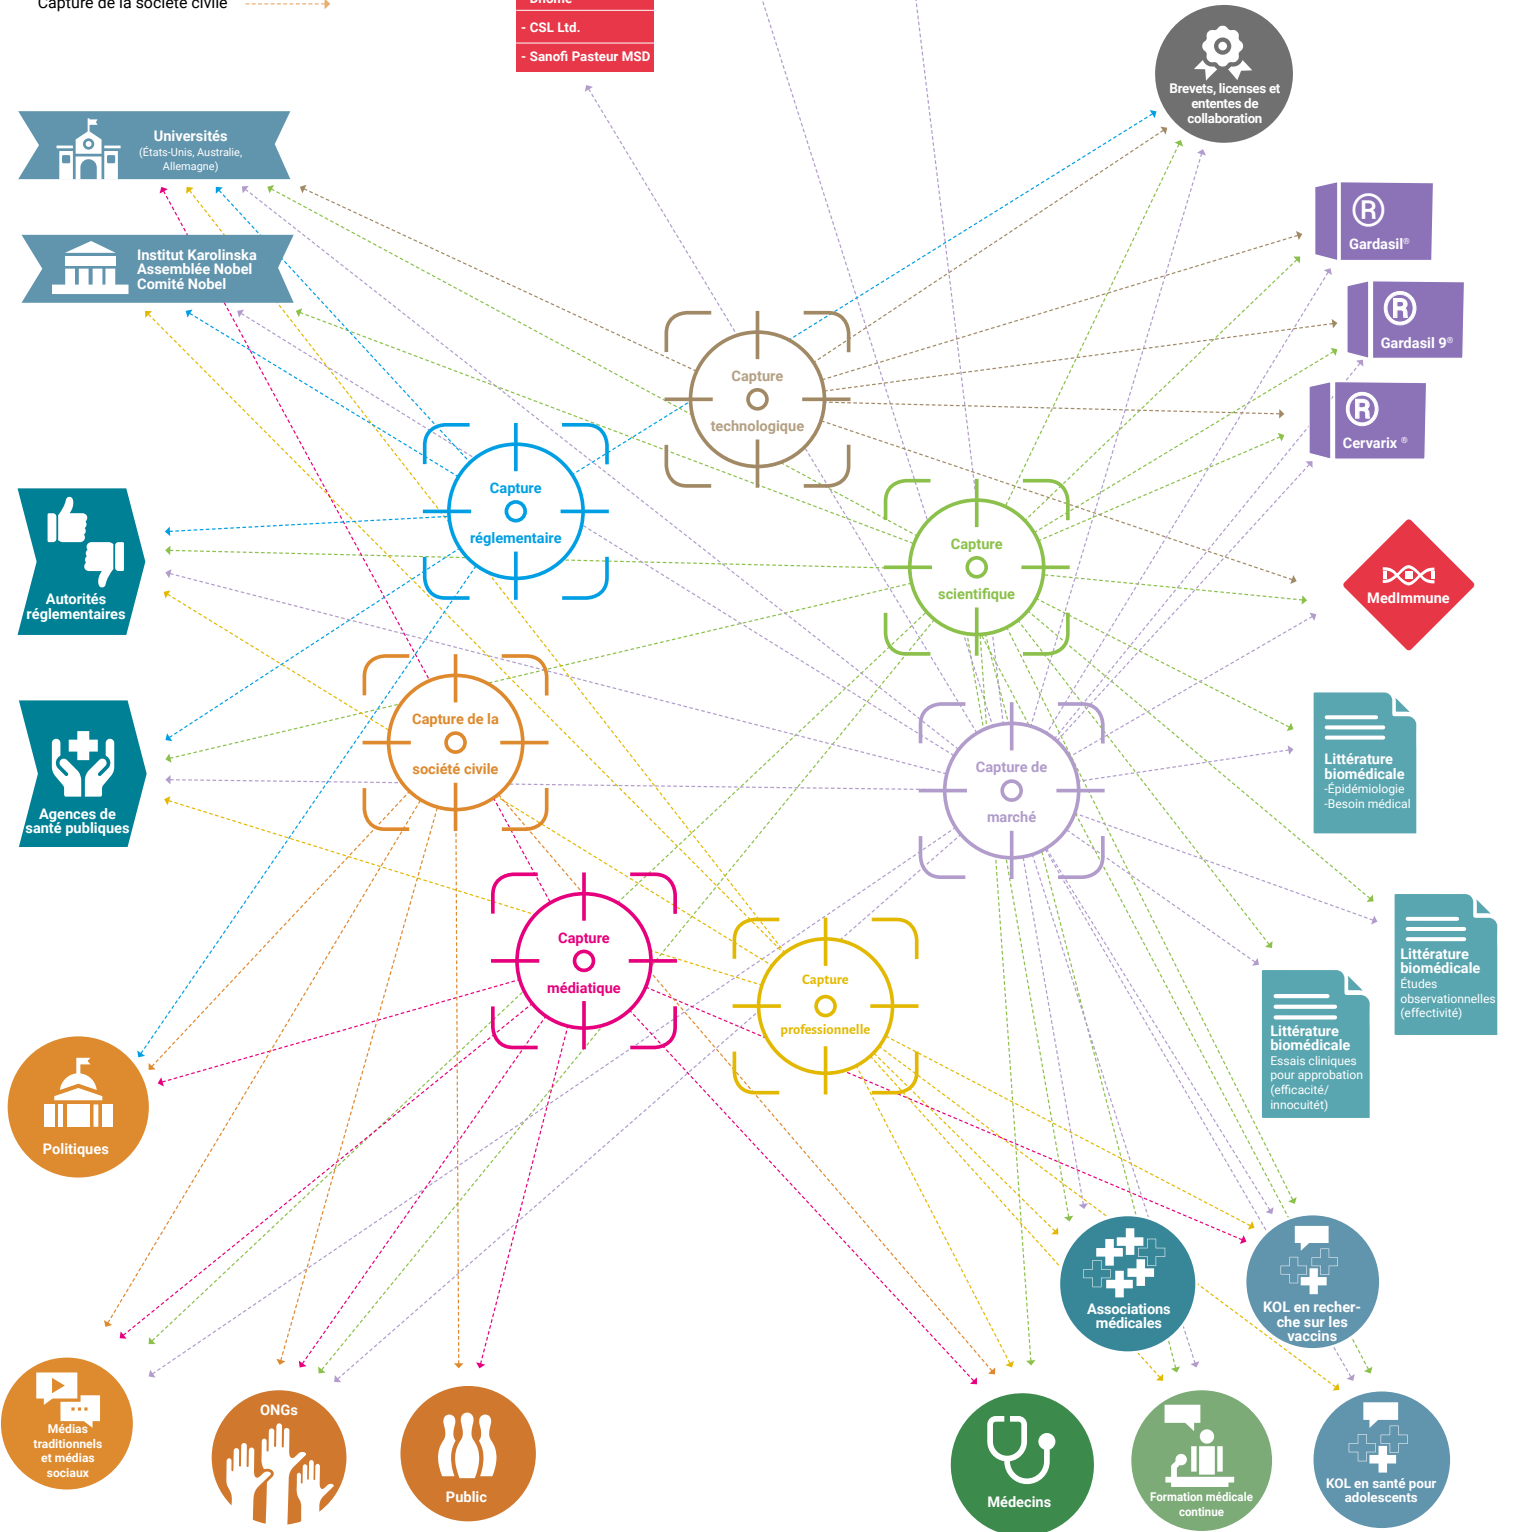 Capture de la société civile
Dhome
- CSL Ltd.
- Sanofi Pasteur MSD
Brevets, licenses et
ententes de
collaboration
Universités
(États-Unis, Australie,
Allemagne)
Institut Karolinska
Assemblée Nobel
Comité Nobel
®
Gardasil®
®
Gardasil 9®
®
Cervarix ®
Capture
technologique
Capture
réglementaire
Capture
scientifique
Autorités
réglementaires
MedImmune
Capture de la
société civile
Capture de
marché
Agences de
santé publiques
Littérature
biomédicale
-Épidémiologie
-Besoin médical
Capture
médiatique
Capture
professionnelle
Littérature
biomédicale
Études
observationnelles
(effectivité)
Littérature
biomédicale
Essais cliniques
pour approbation
(efficacité/
innocuitét)
Politiques
Associations
médicales
KOL en recher-
che sur les
vaccins
Médias
traditionnels
et médias
sociaux
ONGs
Public
Médecins
Formation médicale
continue
KOL en santé pour
adolescents